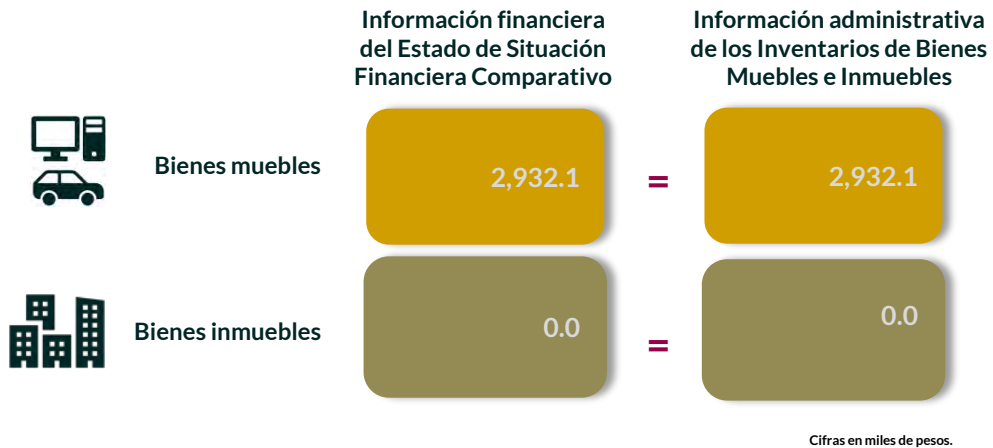 Información financiera
del Estado de Situación
Financiera Comparativo
Información administrativa
de los Inventarios de Bienes
Muebles e Inmuebles
Bienes muebles
2,932.1
=
2,932.1
Bienes inmuebles
0.0
=
0.0
Cifras en miles de pesos.